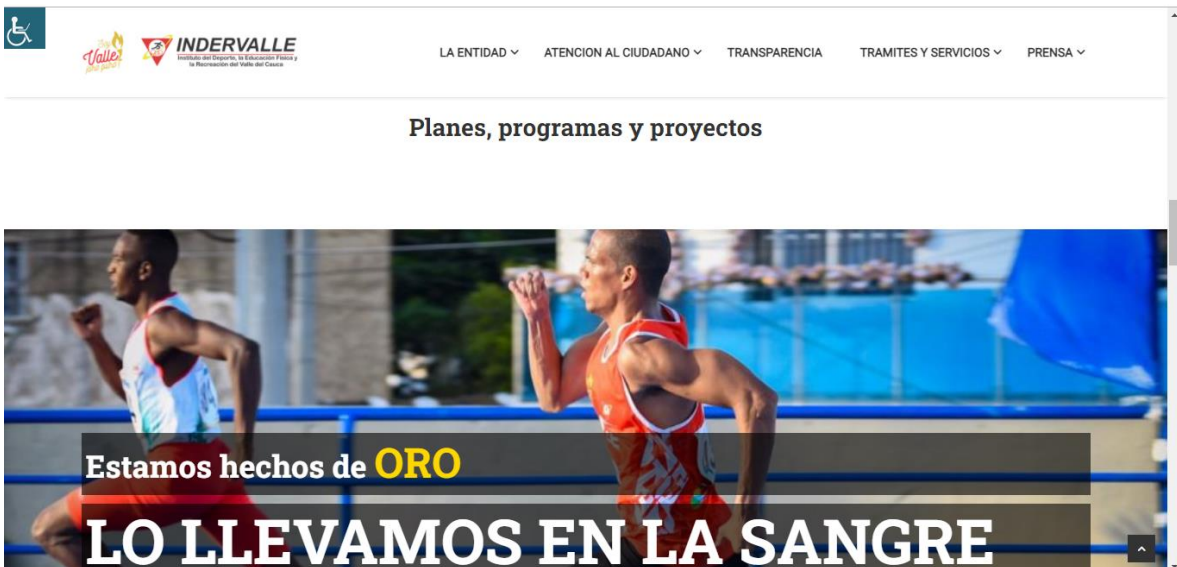 Valle
INDERVALLE
Instituto del Deporte, la Educación Física y
la Recreación del Valle del Cauca
LA ENTIDAD
ATENCION AL CIUDADANO
TRANSPARENCIA
TRAMITES Y SERVICIOS
PRENSA
Planes, programas y proyectos
Estamos hechos de ORO
LO LLEVAMOS EN LA SANGRE